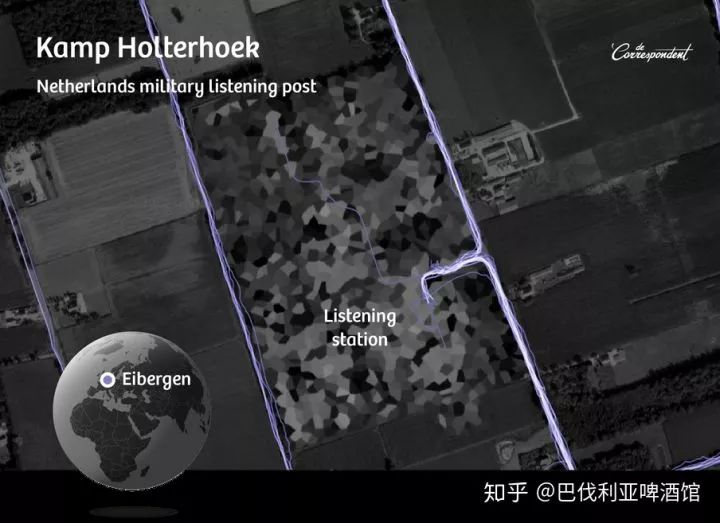 Kamp Holterhoek
de
Correspondent
Netherlands military listening post
Listening
station
Eibergen
知乎 @巴伐利亚啤酒馆